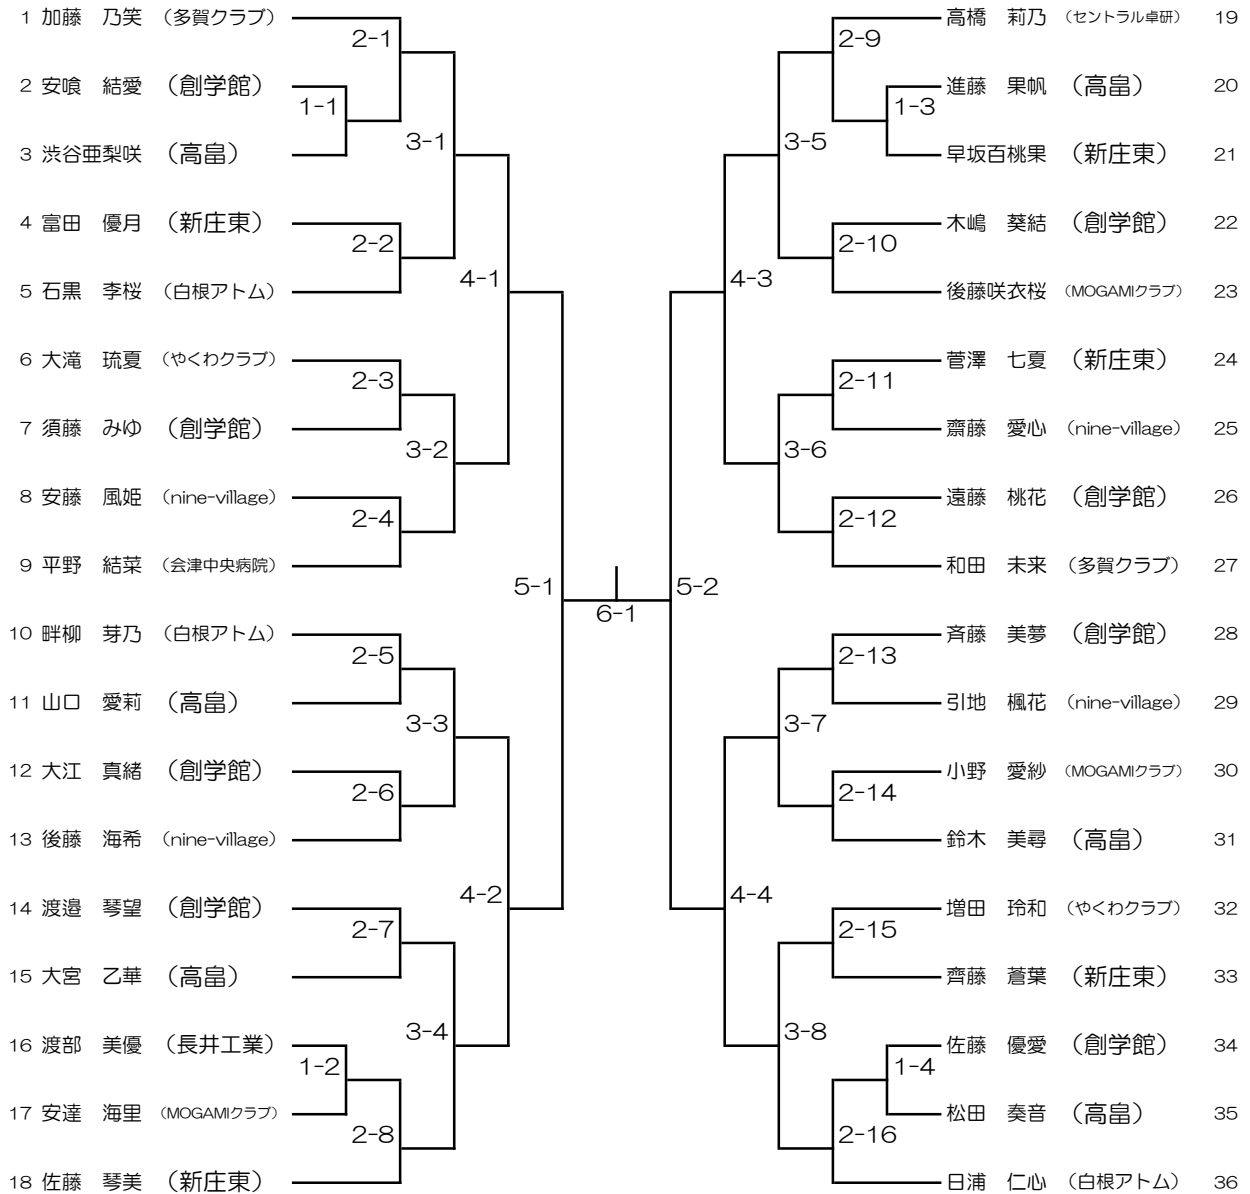 1 加藤　乃笑 （多賀クラブ）
2-1
2 安喰　結愛 （創学館）
1-1
3 渋谷亜梨咲 （高畠）
3-1
4 富田　優月 （新庄東）
2-2
5 石黒　李桜 （白根アトム）
4-1
6 大滝　琉夏 （やくわクラブ）
2-3
7 須藤　みゆ （創学館）
3-2
8 安藤　風姫 （nine-village）
2-4
9 平野　結菜 （会津中央病院）
5-1
10 畔柳　芽乃 （白根アトム）
2-5
11 山口　愛莉 （高畠）
3-3
12 大江　真緒 （創学館）
2-6
13 後藤　海希 （nine-village）
4-2
14 渡邉　琴望 （創学館）
2-7
15 大宮　乙華 （高畠）
3-4
16 渡部　美優 （長井工業）
1-2
17 安達　海里 （MOGAMIクラブ）
2-8
18 佐藤　琴美 （新庄東）
6-1
高橋　莉乃 （セントラル卓研） 19
2-9
進藤　果帆 （高畠） 20
1-3
早坂百桃果 （新庄東） 21
3-5
木嶋　葵結 （創学館） 22
2-10
後藤咲衣桜 （MOGAMIクラブ） 23
4-3
菅澤　七夏 （新庄東） 24
2-11
齋藤　愛心 （nine-village） 25
3-6
遠藤　桃花 （創学館） 26
2-12
和田　未来 （多賀クラブ） 27
5-2
斉藤　美夢 （創学館） 28
2-13
引地　楓花 （nine-village） 29
3-7
小野　愛紗 （MOGAMIクラブ） 30
2-14
鈴木　美尋 （高畠） 31
4-4
増田　玲和 （やくわクラブ） 32
2-15
齊藤　蒼葉 （新庄東） 33
3-8
佐藤　優愛 （創学館） 34
1-4
松田　奏音 （高畠） 35
2-16
日浦　仁心 （白根アトム） 36